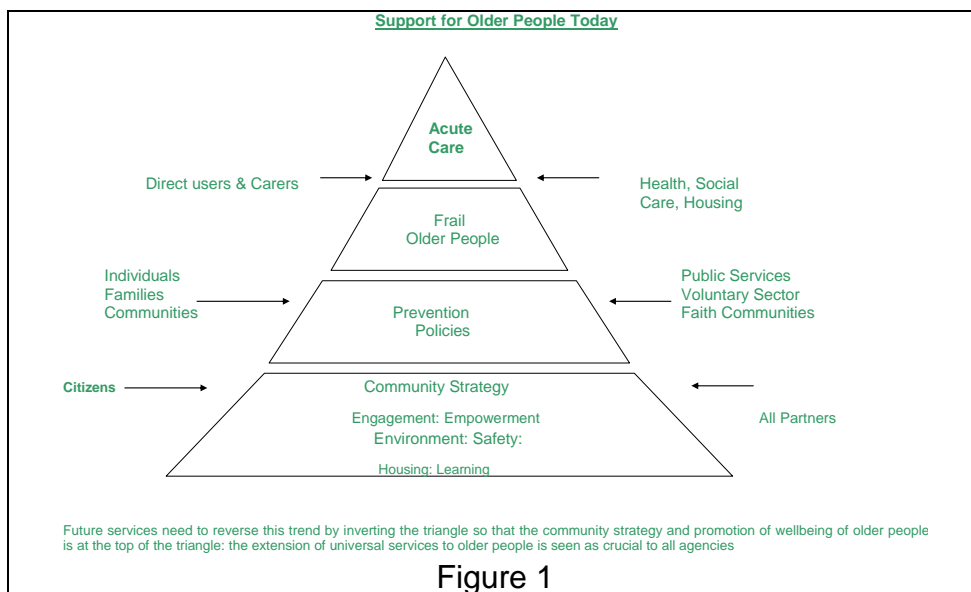 Support for Older People Today
Acute
Care
Direct users & Carers
Health, Social
Care, Housing
Frail
Older People
Individuals
Families
Communities
Public Services
Voluntary Sector
Faith Communities
Prevention
Policies
Citizens
Community Strategy
All Partners
Engagement: Empowerment
Environment: Safety:
Housing: Learning
Future services need to reverse this trend by inverting the triangle so that the community strategy and promotion of wellbeing of older people
is at the top of the triangle: the extension of universal services to older people is seen as crucial to all agencies
Figure 1